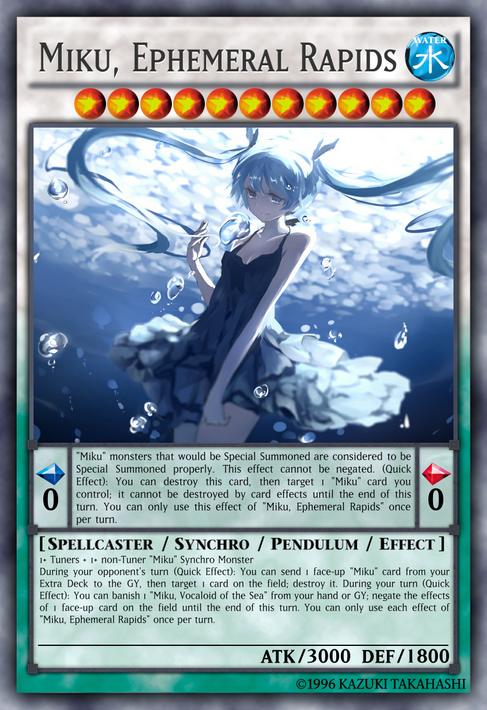 Miku, Ephemeral Rapids
WATER
水
"Miku" monsters that would be Special Summoned are considered to be
Special Summoned properly. This effect cannot be negated. (Quick
Effect): You can destroy this card, then target 1 "Miku" card you
control; it cannot be destroyed by card effects until the end of this
turn. You can only use this effect of "Miku, Ephemeral Rapids" once
per turn.
0
0
[ Spellcaster / Synchro / Pendulum / Effect ]
1+ Tuners + 1+ non-Tuner "Miku" Synchro Monster
During your opponent's turn (Quick Effect): You can send 1 face-up "Miku" card from your
Extra Deck to the GY, then target 1 card on the field; destroy it. During your turn (Quick
Effect): You can banish 1 "Miku, Vocaloid of the Sea" from your hand or GY; negate the effects
of 1 face-up card on the field until the end of this turn. You can only use each effect of
"Miku, Ephemeral Rapids" once per turn.
ATK/3000 DEF/1800
©1996 KAZUKI TAKAHASHI